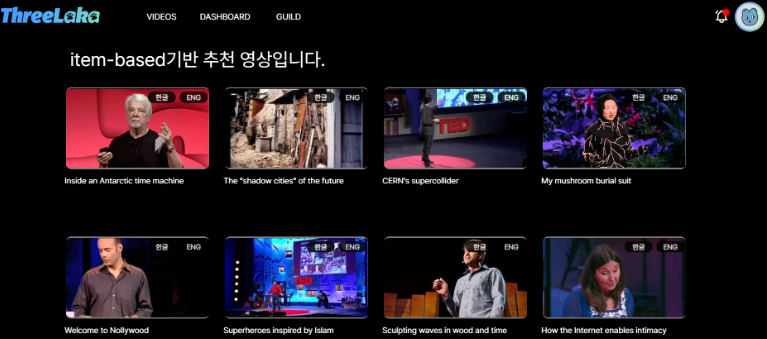 ThreeLaka
VIDEOS DASHBOARD GUILD
item-based기반 추천 영상입니다.
한글 ENG 한글 ENG 한글 ENG 한글 ENG
TED
Inside an Antarctic time machine The "shadow cities" of the future CERN's supercollider My mushroom burial suit
한글 ENG 한글 ENG 한글 ENG 한글 ENG
TED
Welcome to Nollywood Superheroes inspired by Islam Sculpting waves in wood and time How the Internet enables intimacy